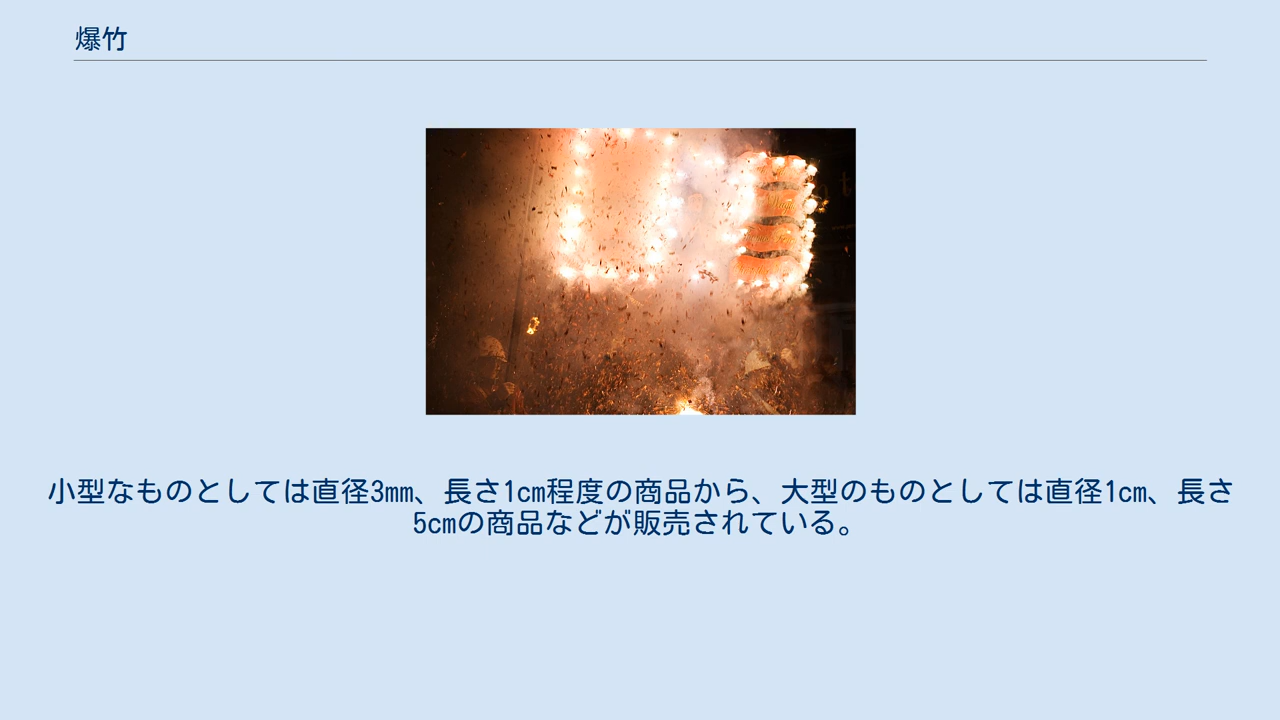 爆竹
小型なものとしては直径3mm、長さ1cm程度の商品から、大型のものとしては直径1cm、長さ
5cmの商品などが販売されている。